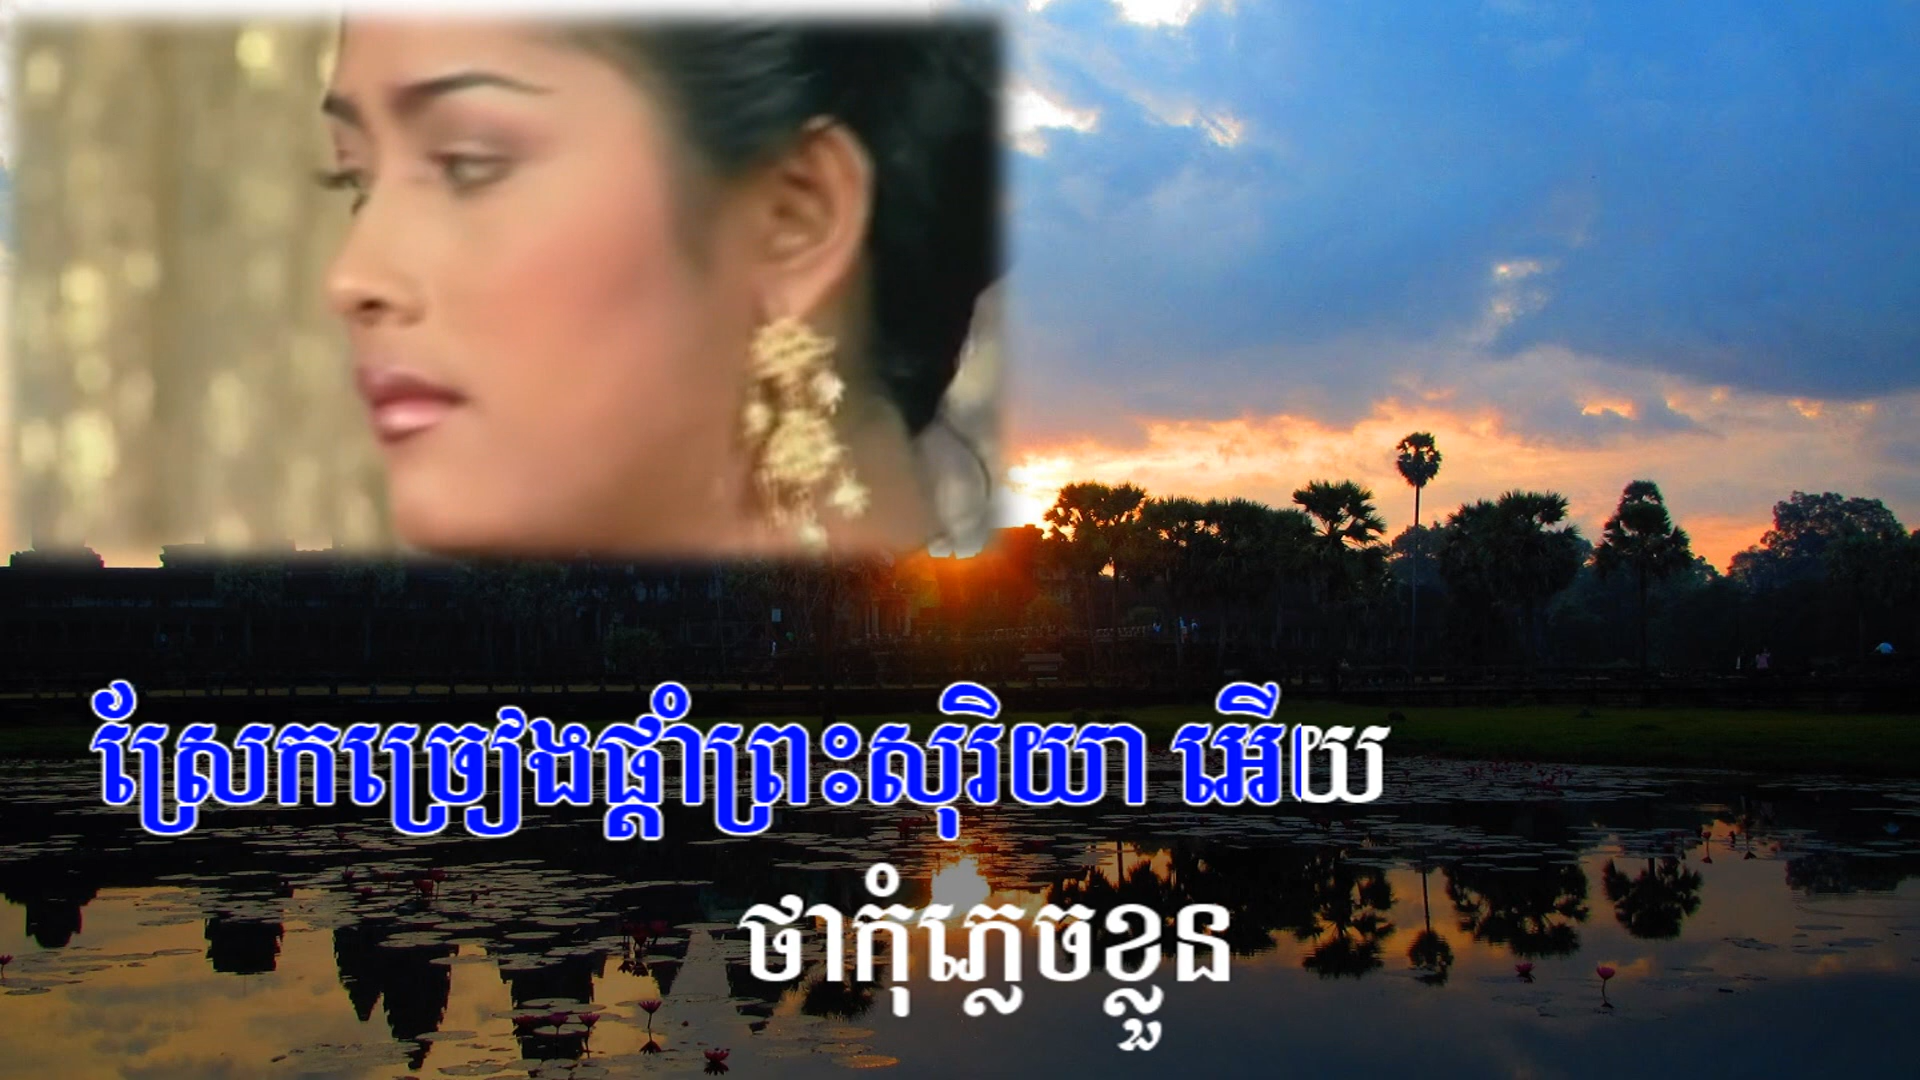 ស្រែកច្រៀងផ្ដាំព្រះសុរិយា អើយ
ថាកុំភ្លេចខ្លួន